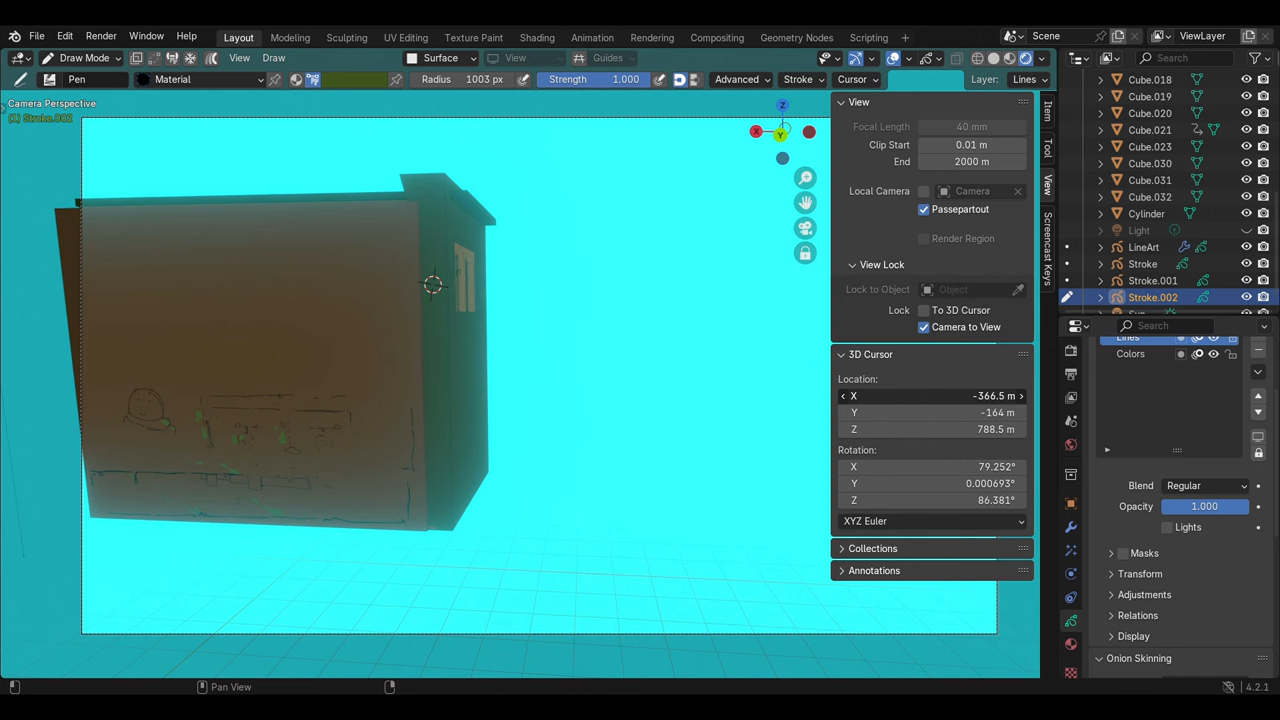 File Edit Render Window Help Layout Modeling Sculpting UV Editing Texture Paint Shading Animation Rendering Compositing Geometry Nodes Scripting Scene ViewLayer
Draw Mode View Draw Surface View Guides Search
Pen Material Radius 1003 px Strength 1.000 Advanced Stroke Cursor Layer: Lines
Camera Perspective
(1) Stroke.002
Z
X
Y
View
Focal Length 40 mm
Clip Start 0.01 m
End 2000 m
Local Camera Camera
Passepartout
Render Region
View Lock
Lock to Object Object
Lock To 3D Cursor
Camera to View
3D Cursor
Location:
X -366.5 m
Y -164 m
Z 788.5 m
Rotation:
X 79.252°
Y 0.000693°
Z 86.381°
XYZ Euler
Collections
Annotations
Item
Tool
View
Screencast Keys
Cube.018
Cube.019
Cube.020
Cube.021
Cube.023
Cube.030
Cube.031
Cube.032
Cylinder
Light
LineArt
Stroke
Stroke.001
Stroke.002
Search
Lines
Colors
Blend Regular
Opacity 1.000
Lights
Masks
Transform
Adjustments
Relations
Display
Onion Skinning
Pan View
4.2.1